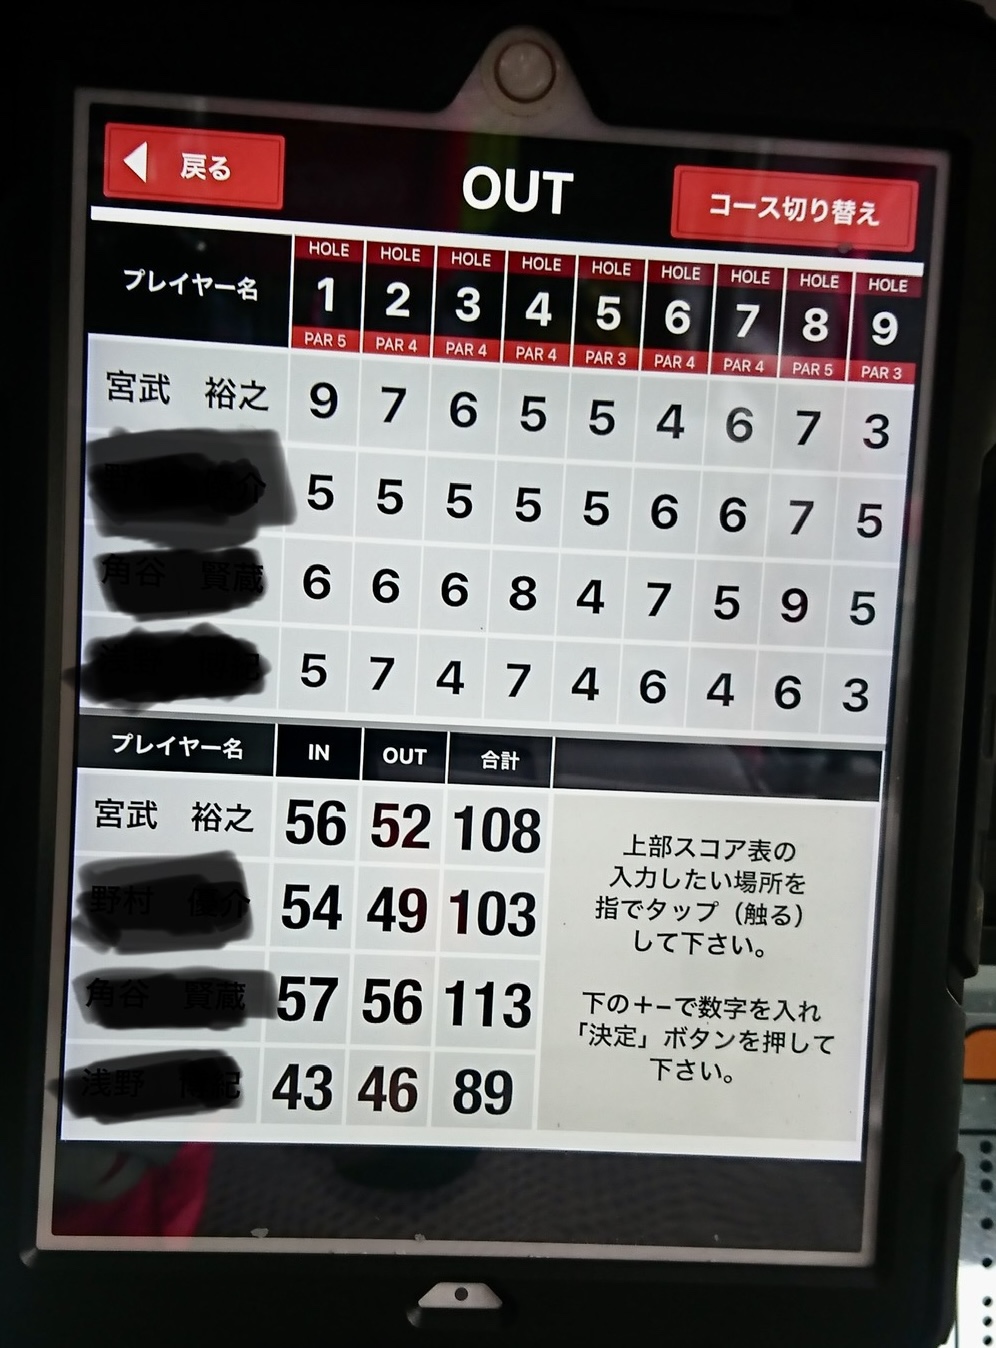 戻る
OUT
コース切り替え
プレイヤー名 HOLE HOLE HOLE HOLE HOLE HOLE HOLE HOLE HOLE
1 2 3 4 5 6 7 8 9
PAR 5 PAR 4 PAR 4 PAR 4 PAR 3 PAR 4 PAR 4 PAR 5 PAR 3
宮武 裕之 9 7 6 5 5 4 6 7 3
5 5 5 5 5 6 6 7 5
6 6 6 8 4 7 5 9 5
5 7 4 7 4 6 4 6 3
プレイヤー名 IN OUT 合計
宮武 裕之 56 52 108
54 49 103
57 56 113
43 46 89
上部スコア表の
入力したい場所を
指でタップ（触る）
して下さい。
下の＋−で数字を入れ
「決定」ボタンを押して
下さい。